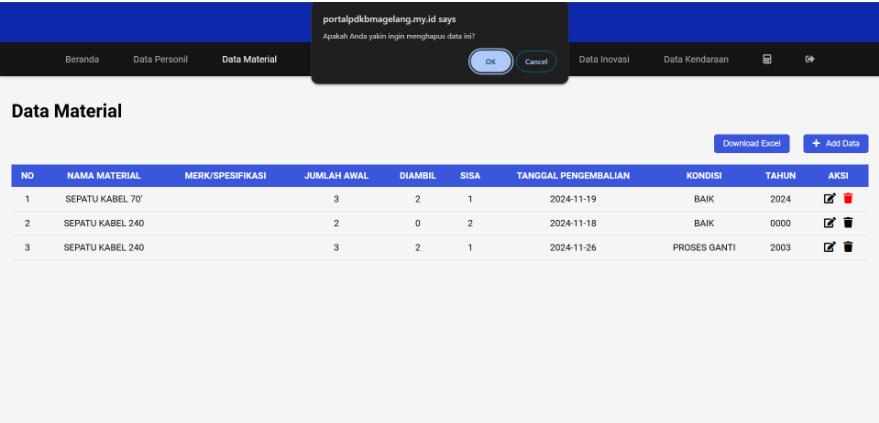 portalpdkbmagelang.my.id says
Apakah Anda yakin ingin menghapus data ini?
OK Cancel
Beranda Data Personil Data Material Data Inovasi Data Kendaraan
Data Material
Download Excel + Add Data
NO NAMA MATERIAL MERK/SPESIFIKASI JUMLAH AWAL DIAMBIL SISA TANGGAL PENGEMBALIAN KONDISI TAHUN AKSI
1 SEPATU KABEL 70' 3 2 1 2024-11-19 BAIK 2024
2 SEPATU KABEL 240 2 0 2 2024-11-18 BAIK 0000
3 SEPATU KABEL 240 3 2 1 2024-11-26 PROSES GANTI 2003